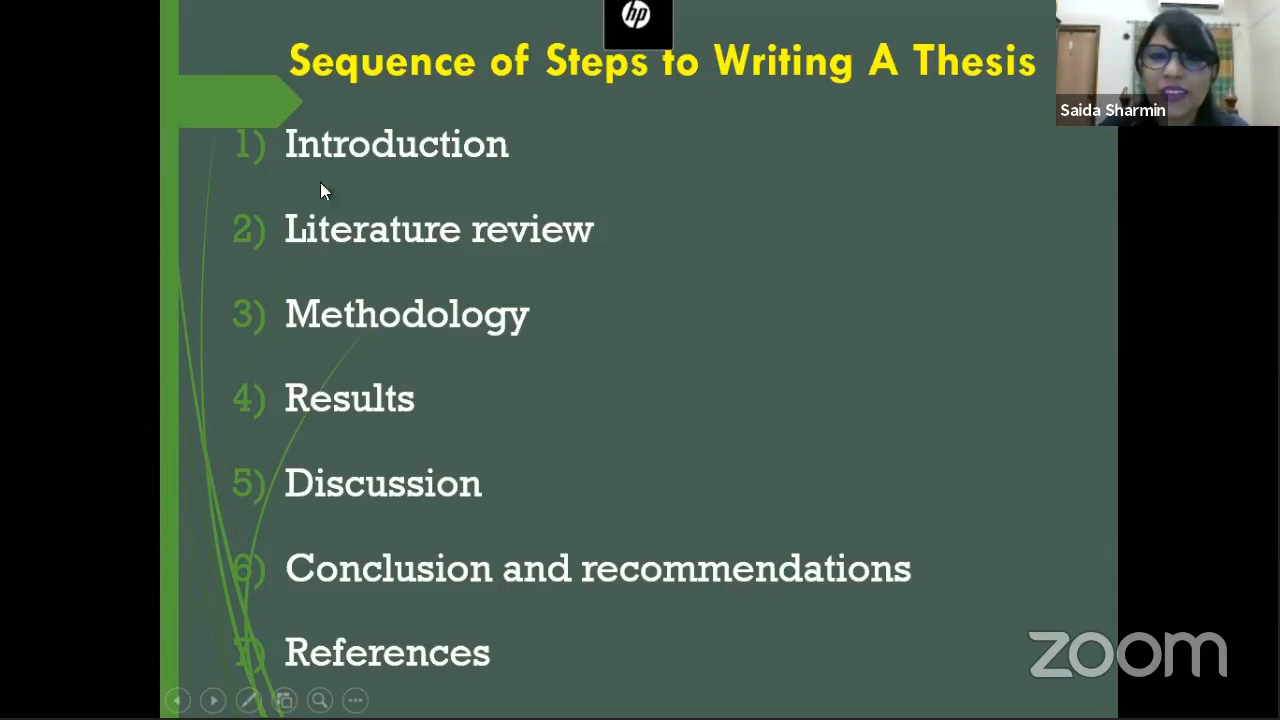 hp
Sequence of Steps to Writing A Thesis
Saida Sharmin
1) Introduction
2) Literature review
3) Methodology
4) Results
5) Discussion
6) Conclusion and recommendations
7) References
zoom